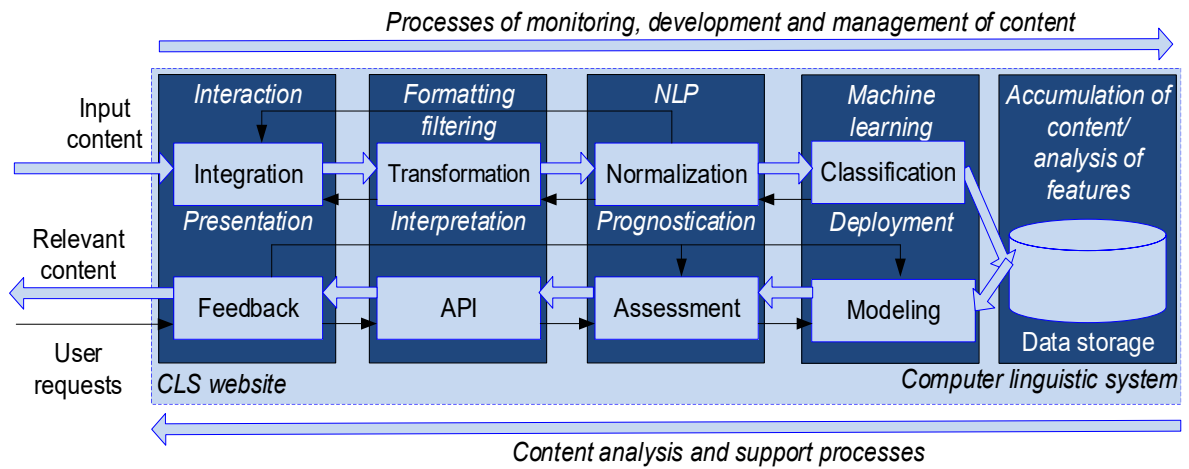 Processes of monitoring, development and management of content
Input
content
Interaction
Formatting
filtering
NLP
Machine
learning
Accumulation of
content/
analysis of
features
Integration
Transformation
Normalization
Classification
Presentation
Interpretation
Prognostication
Deployment
Relevant
content
Feedback
API
Assessment
Modeling
Data storage
User
requests
CLS website
Computer linguistic system
Content analysis and support processes